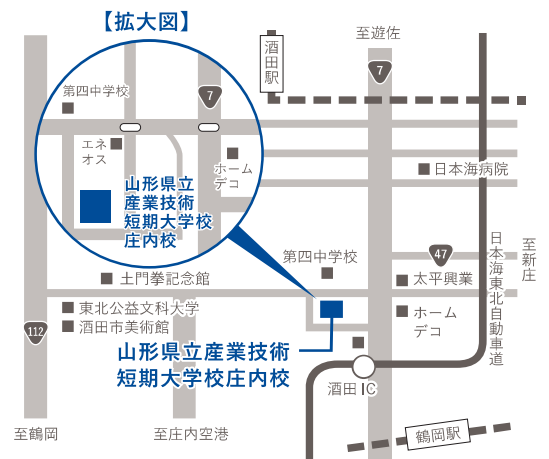 【拡大図】
至遊佐
酒田駅
7
第四中学校
7
エネオス
ホームデコ
日本海病院
山形県立
産業技術
短期大学校
庄内校
第四中学校
47
日本海東北自動車道
至新庄
土門拳記念館
太平興業
東北公益文科大学
酒田市美術館
ホーム
デコ
112
山形県立産業技術
短期大学校庄内校
酒田 IC
至鶴岡
至庄内空港
鶴岡駅